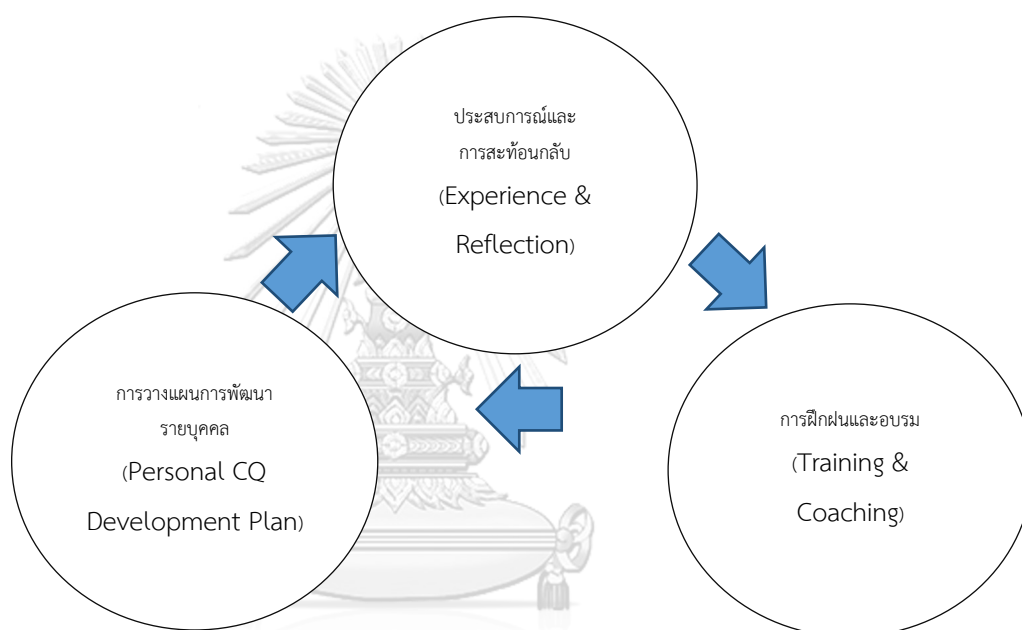 ประสบการณ์และ
การสะท้อนกลับ
(Experience &
Reflection)
การวางแผนการพัฒนา
รายบุคคล
(Personal CQ
Development Plan)
การฝึกฝนและอบรม
(Training &
Coaching)